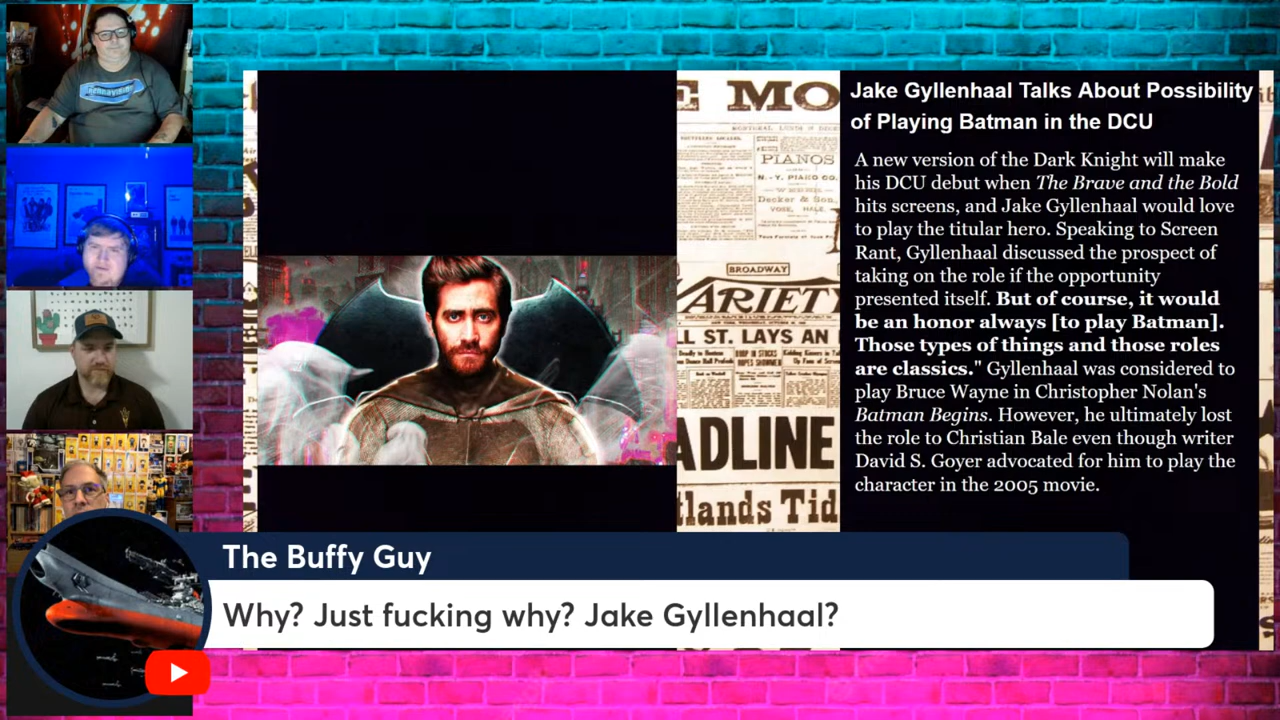 Jake Gyllenhaal Talks About Possibility
of Playing Batman in the DCU
A new version of the Dark Knight will make
his DCU debut when The Brave and the Bold
hits screens, and Jake Gyllenhaal would love
to play the titular hero. Speaking to Screen
Rant, Gyllenhaal discussed the prospect of
taking on the role if the opportunity
presented itself. But of course, it would
be an honor always [to play Batman].
Those types of things and those roles
are classics." Gyllenhaal was considered to
play Bruce Wayne in Christopher Nolan's
Batman Begins. However, he ultimately lost
the role to Christian Bale even though writer
David S. Goyer advocated for him to play the
character in the 2005 movie.
E MO
PIANOS
N.-Y. PIANO CO.
Decker & Son,
BROADWAY
ARIETY
LL ST. LAYS AN
ADLINE
tlands Tid
The Buffy Guy
Why? Just fucking why? Jake Gyllenhaal?